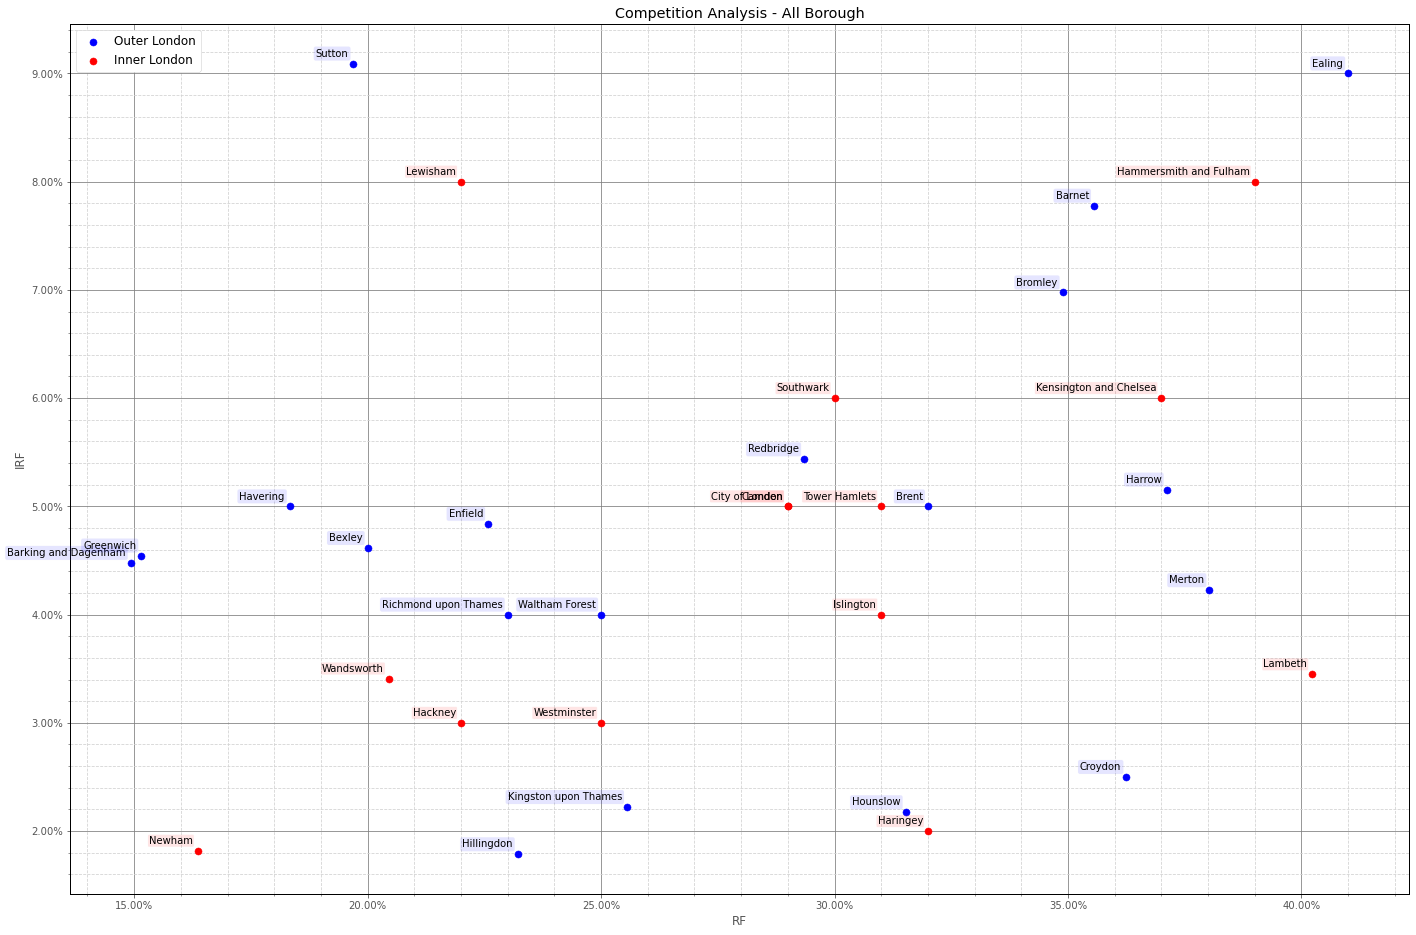 Competition Analysis - All Borough
Outer London
Inner London
Sutton
Ealing
9.00%
Lewisham
Hammersmith and Fulham
8.00%
Barnet
7.00%
Bromley
Southwark
Kensington and Chelsea
6.00%
Redbridge
Harrow
IRF
Havering
City of London
Camden
Tower Hamlets
Brent
5.00%
Enfield
Bexley
Greenwich
Barking and Dagenham
Merton
Richmond upon Thames
Waltham Forest
Islington
4.00%
Wandsworth
Lambeth
Hackney
Westminster
3.00%
Croydon
Kingston upon Thames
Hounslow
Haringey
2.00%
Newham
Hillingdon
15.00%
20.00%
25.00%
30.00%
35.00%
40.00%
RF